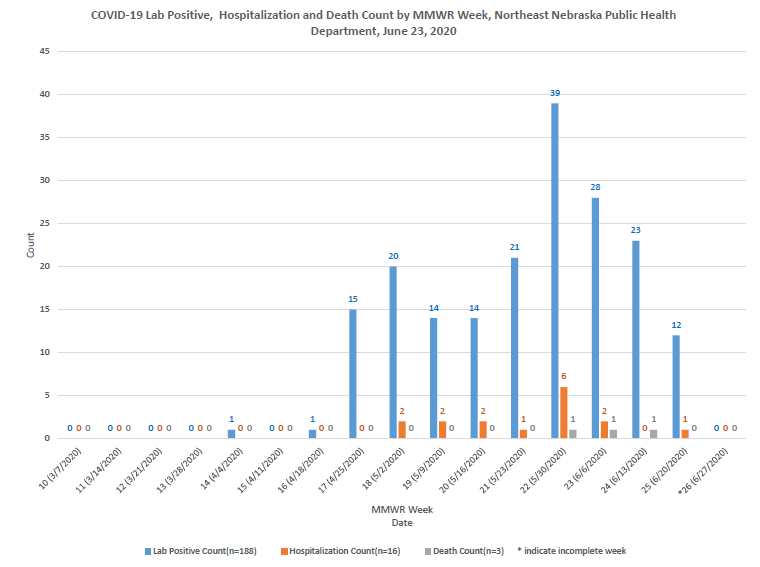 COVID-19 Lab Positive,  Hospitalization and Death Count by MMWR Week, Northeast Nebraska Public Health
Department, June 23, 2020
45
40
35
30
25
20
15
10
5
0
Count
0 0 0
0 0 0
0 0 0
0 0 0
1 0 0
0 0 0
1 0 0
15 0 0
20 2 0
14 2 0
14 2 0
21 1 0
39 6 1
28 2 1
23 0 1
12 1 0
0 0 0
10 (3/7/2020)
11 (3/14/2020)
12 (3/21/2020)
13 (3/28/2020)
14 (4/4/2020)
15 (4/11/2020)
16 (4/18/2020)
17 (4/25/2020)
18 (5/2/2020)
19 (5/9/2020)
20 (5/16/2020)
21 (5/23/2020)
22 (5/30/2020)
23 (6/6/2020)
24 (6/13/2020)
25 (6/20/2020)
*26 (6/27/2020)
MMWR Week
Date
Lab Positive Count(n=188) Hospitalization Count(n=16) Death Count(n=3) * indicate incomplete week